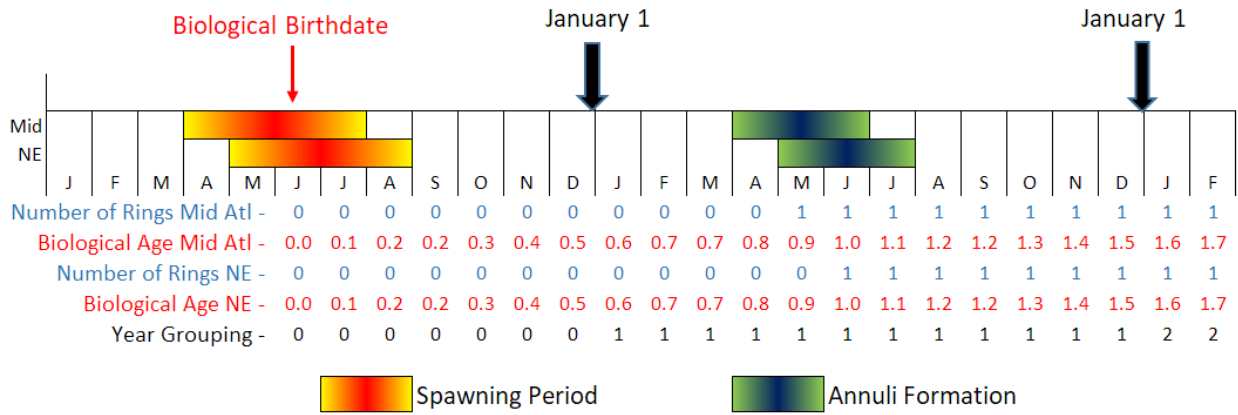 January 1 January 1
Biological Birthdate
Mid
NE
J F M A M J J A S O N D J F M A M J J A S O N D J F
Number of Rings Mid Atl - 0 0 0 0 0 0 0 0 0 0 0 1 1 1 1 1 1 1 1 1 1
Biological Age Mid Atl - 0.0 0.1 0.2 0.2 0.3 0.4 0.5 0.6 0.7 0.7 0.8 0.9 1.0 1.1 1.2 1.2 1.3 1.4 1.5 1.6 1.7
Number of Rings NE - 0 0 0 0 0 0 0 0 0 0 0 0 1 1 1 1 1 1 1 1 1
Biological Age NE - 0.0 0.1 0.2 0.2 0.3 0.4 0.5 0.6 0.7 0.7 0.8 0.9 1.0 1.1 1.2 1.2 1.3 1.4 1.5 1.6 1.7
Year Grouping - 0 0 0 0 0 0 0 1 1 1 1 1 1 1 1 1 1 1 1 2 2
Spawning Period Annuli Formation